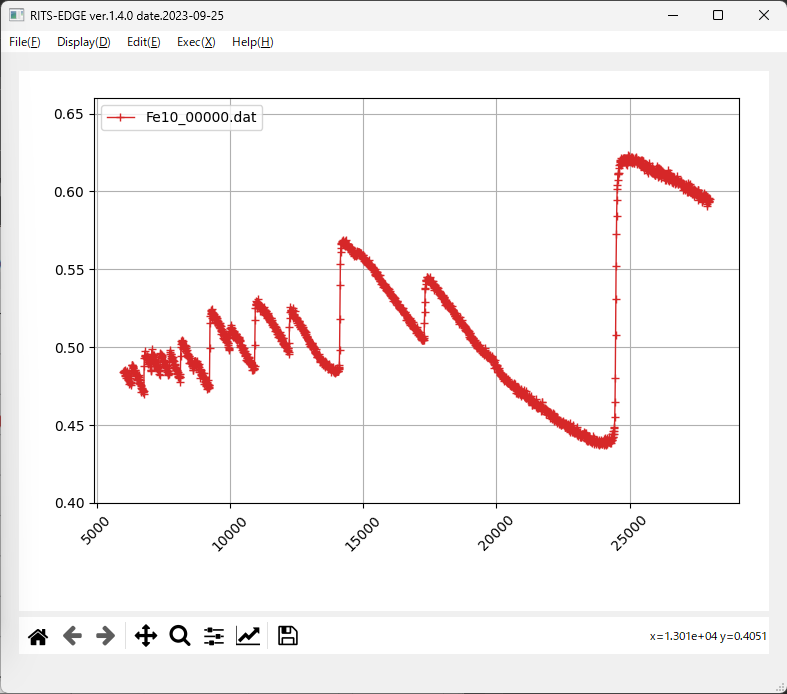 RITS-EDGE ver.1.4.0 date.2023-09-25
File(F) Display(D) Edit(E) Exec(X) Help(H)
Fe10_00000.dat
0.65
0.60
0.55
0.50
0.45
0.40
5000 10000 15000 20000 25000
x=1.301e+04 y=0.4051